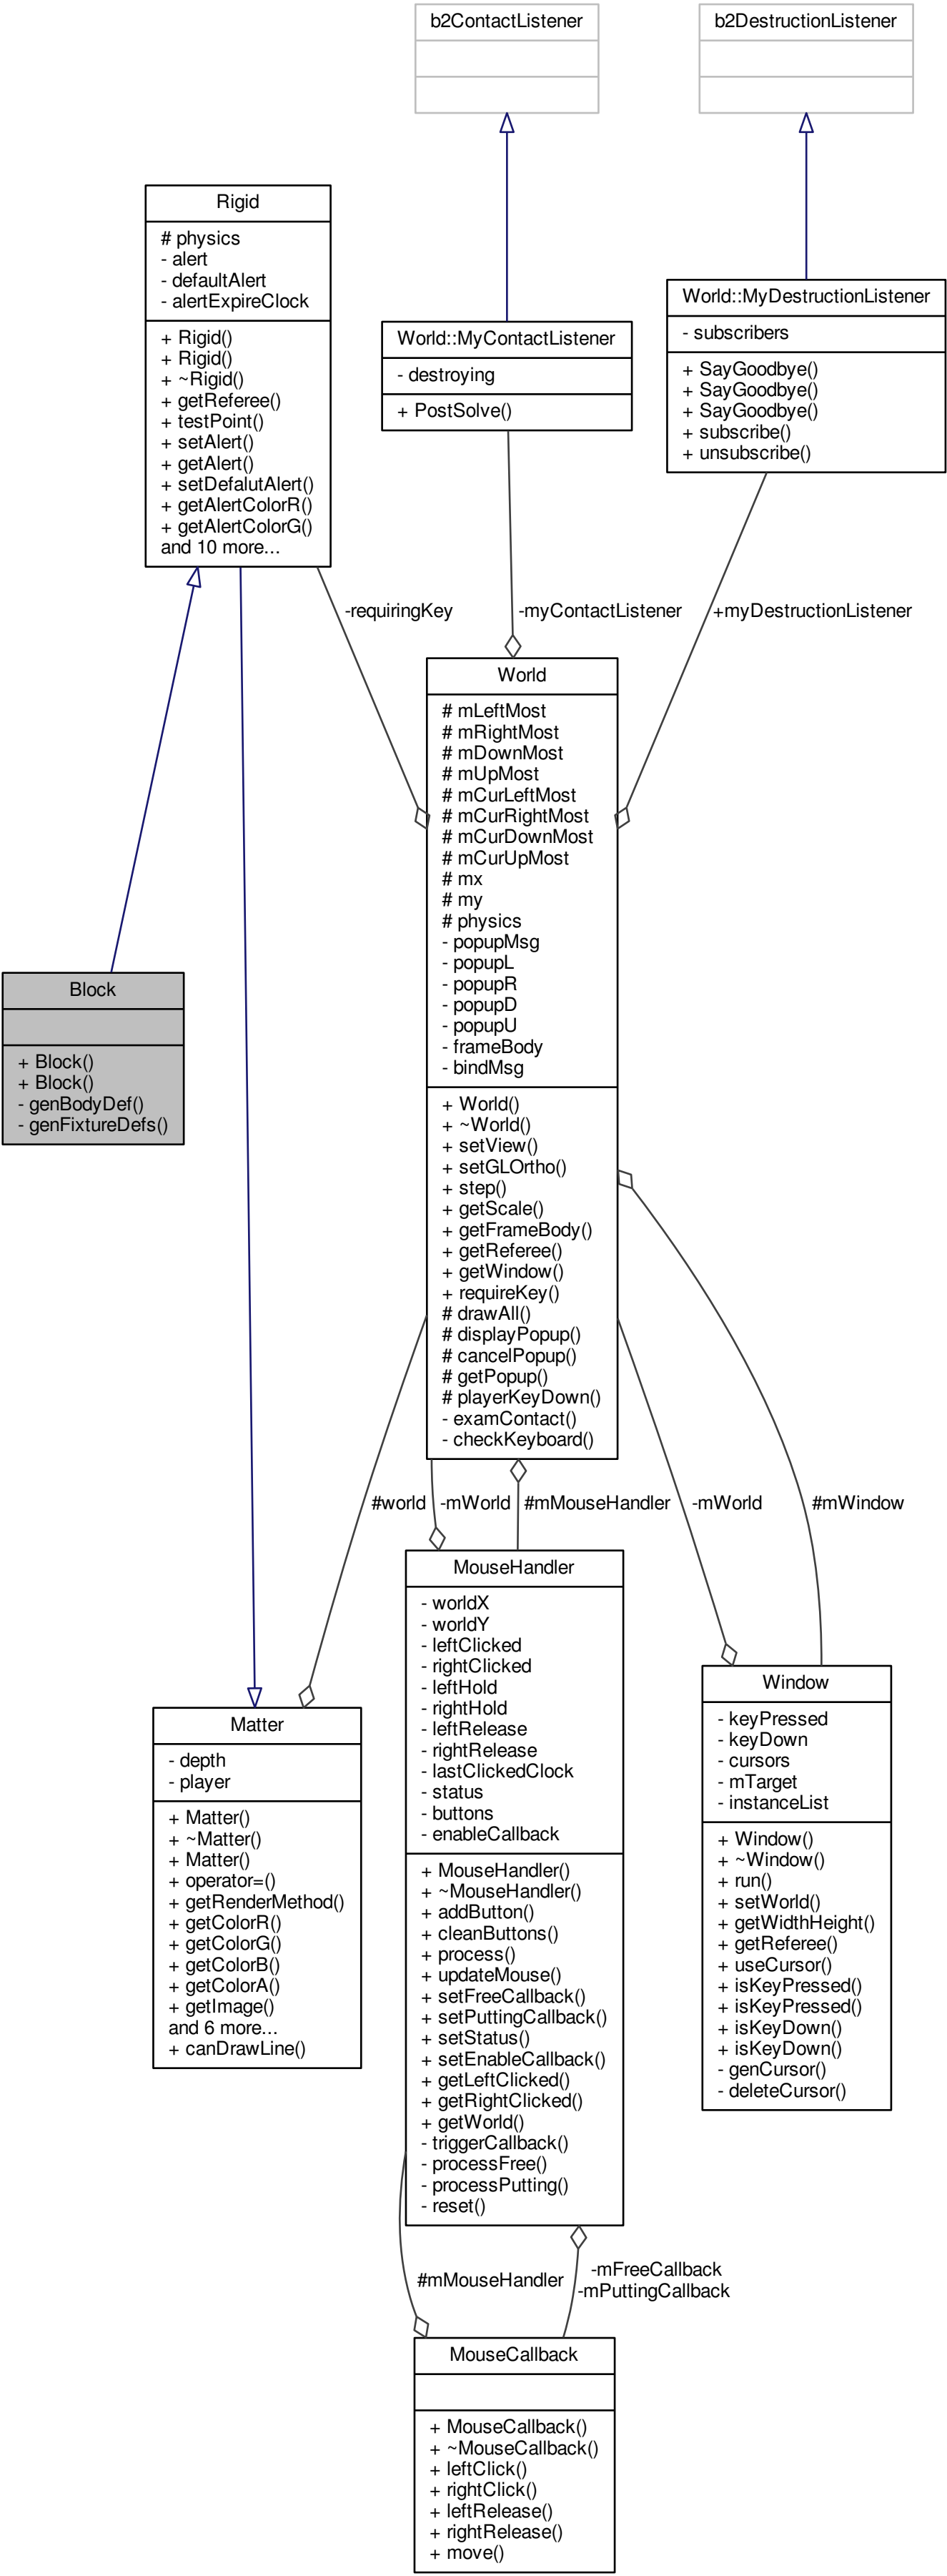 b2ContactListener
b2DestructionListener
Rigid
# physics
- alert
- defaultAlert
- alertExpireClock
+ Rigid()
+ Rigid()
+ ~Rigid()
+ getReferee()
+ testPoint()
+ setAlert()
+ getAlert()
+ setDefalutAlert()
+ getAlertColorR()
+ getAlertColorG()
and 10 more...
World::MyContactListener
- destroying
+ PostSolve()
World::MyDestructionListener
- subscribers
+ SayGoodbye()
+ SayGoodbye()
+ SayGoodbye()
+ subscribe()
+ unsubscribe()
-requiringKey
-myContactListener
+myDestructionListener
World
# mLeftMost
# mRightMost
# mDownMost
# mUpMost
# mCurLeftMost
# mCurRightMost
# mCurDownMost
# mCurUpMost
# mx
# my
# physics
- popupMsg
- popupL
- popupR
- popupD
- popupU
- frameBody
- bindMsg
+ World()
+ ~World()
+ setView()
+ setGLOrtho()
+ step()
+ getScale()
+ getFrameBody()
+ getReferee()
+ getWindow()
+ requireKey()
# drawAll()
# displayPopup()
# cancelPopup()
# getPopup()
# playerKeyDown()
- examContact()
- checkKeyboard()
Block
+ Block()
+ Block()
- genBodyDef()
- genFixtureDefs()
#world
-mWorld
#mMouseHandler
-mWorld
#mWindow
MouseHandler
- worldX
- worldY
- leftClicked
- rightClicked
- leftHold
- rightHold
- leftRelease
- rightRelease
- lastClickedClock
- status
- buttons
- enableCallback
+ MouseHandler()
+ ~MouseHandler()
+ addButton()
+ cleanButtons()
+ process()
+ updateMouse()
+ setFreeCallback()
+ setPuttingCallback()
+ setStatus()
+ setEnableCallback()
+ getLeftClicked()
+ getRightClicked()
+ getWorld()
- triggerCallback()
- processFree()
- processPutting()
- reset()
Window
- keyPressed
- keyDown
- cursors
- mTarget
- instanceList
+ Window()
+ ~Window()
+ run()
+ setWorld()
+ getWidthHeight()
+ getReferee()
+ useCursor()
+ isKeyPressed()
+ isKeyPressed()
+ isKeyDown()
+ isKeyDown()
- genCursor()
- deleteCursor()
Matter
- depth
- player
+ Matter()
+ ~Matter()
+ Matter()
+ operator=()
+ getRenderMethod()
+ getColorR()
+ getColorG()
+ getColorB()
+ getColorA()
+ getImage()
and 6 more...
+ canDrawLine()
#mMouseHandler
-mFreeCallback
-mPuttingCallback
MouseCallback
+ MouseCallback()
+ ~MouseCallback()
+ leftClick()
+ rightClick()
+ leftRelease()
+ rightRelease()
+ move()